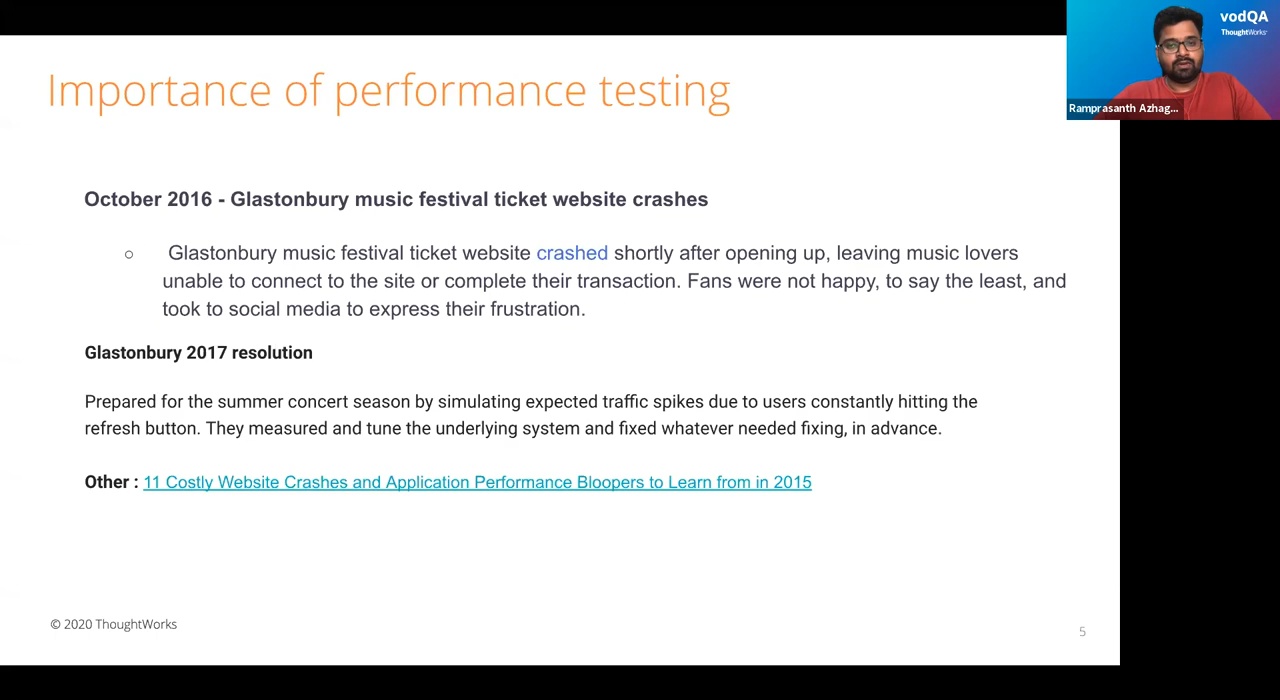 vodQA
ThoughtWorks
Ramprasanth Azhag...
Importance of performance testing
October 2016 - Glastonbury music festival ticket website crashes
○ Glastonbury music festival ticket website crashed shortly after opening up, leaving music lovers
unable to connect to the site or complete their transaction. Fans were not happy, to say the least, and
took to social media to express their frustration.
Glastonbury 2017 resolution
Prepared for the summer concert season by simulating expected traffic spikes due to users constantly hitting the
refresh button. They measured and tune the underlying system and fixed whatever needed fixing, in advance.
Other : 11 Costly Website Crashes and Application Performance Bloopers to Learn from in 2015
© 2020 ThoughtWorks
5